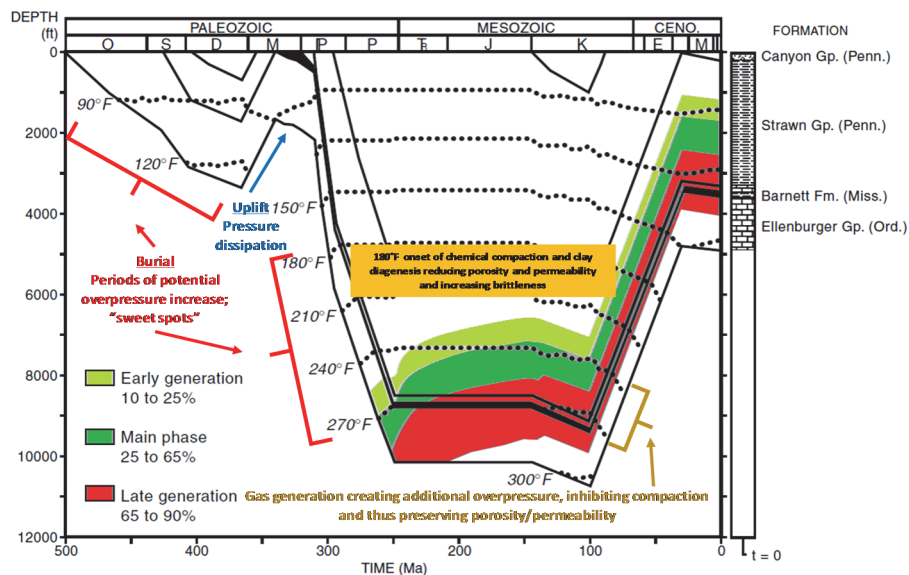 DEPTH
(ft)
PALEOZOIC
MESOZOIC
CENO.
FORMATION
O
S
D
M
P
P
Tr
J
K
E
M
0
2000
4000
6000
8000
10000
12000
Canyon Gp. (Penn.)
Strawn Gp. (Penn.)
Barnett Fm. (Miss.)
Ellenburger Gp. (Ord.)
90°F
120°F
150°F
180°F
210°F
240°F
270°F
300°F
Uplift
Pressure
dissipation
Burial
Periods of potential
overpressure increase;
“sweet spots”
180°F onset of chemical compaction and clay
diagenesis reducing porosity and permeability
and increasing brittleness
Early generation
10 to 25%
Main phase
25 to 65%
Late generation
65 to 90%
Gas generation creating additional overpressure, inhibiting compaction
and thus preserving porosity/permeability
500
400
300
200
100
0
t = 0
TIME (Ma)